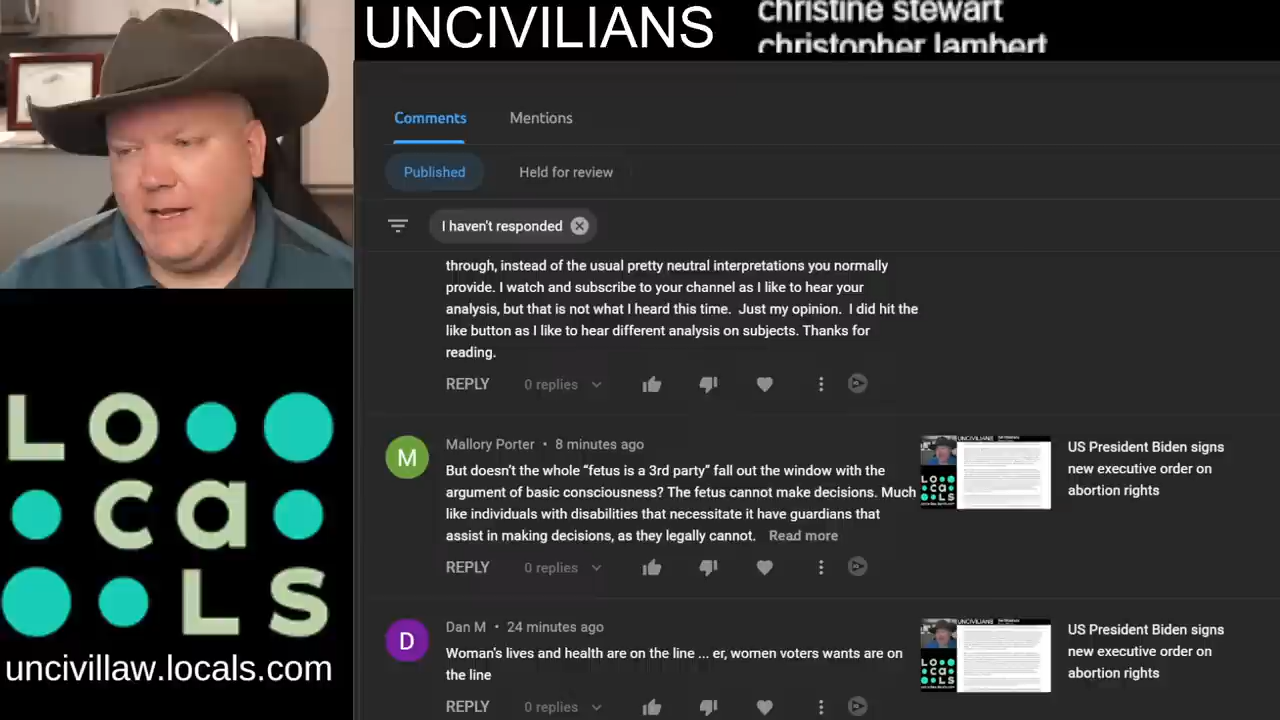 UNCIVILIANS
christine stewart
christopher lambert
Comments
Mentions
Published
Held for review
I haven't responded
through, instead of the usual pretty neutral interpretations you normally
provide. I watch and subscribe to your channel as I like to hear your
analysis, but that is not what I heard this time.  Just my opinion.  I did hit the
like button as I like to hear different analysis on subjects. Thanks for
reading.
REPLY
0 replies
Mallory Porter • 8 minutes ago
But doesn't the whole “fetus is a 3rd party” fall out the window with the
argument of basic consciousness? The fetus cannot make decisions. Much
like individuals with disabilities that necessitate it have guardians that
assist in making decisions, as they legally cannot. Read more
REPLY
0 replies
M
US President Biden signs
new executive order on
abortion rights
Dan M • 24 minutes ago
Woman's lives and health are on the line ... er, women voters wants are on
the line
REPLY
0 replies
D
US President Biden signs
new executive order on
abortion rights
LO
ca
LS
uncivillaw.locals.com